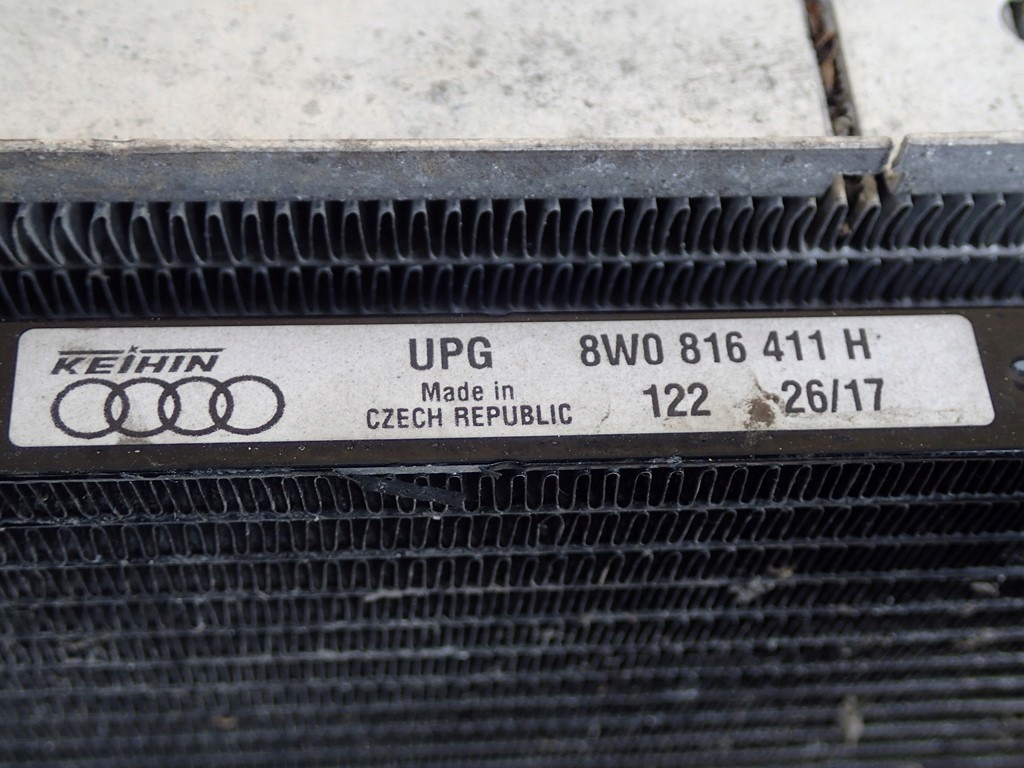 KEIHIN UPG 8W0 816 411 H
Made in 122 26/17
CZECH REPUBLIC